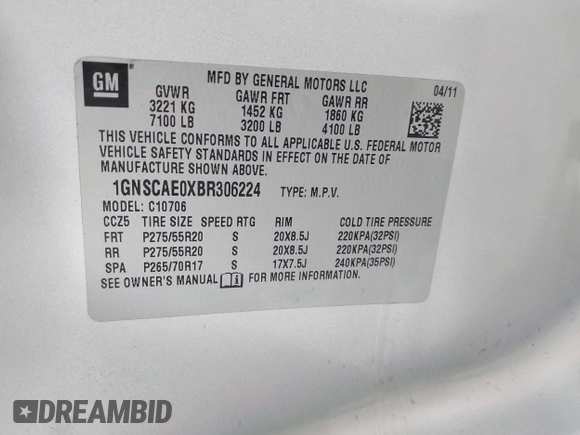 GM
MFD BY GENERAL MOTORS LLC
04/11
GVWR GAWR FRT GAWR RR
3221 KG 1452 KG 1860 KG
7100 LB 3200 LB 4100 LB
THIS VEHICLE CONFORMS TO ALL APPLICABLE U.S. FEDERAL MOTOR
VEHICLE SAFETY STANDARDS IN EFFECT ON THE DATE OF
MANUFACTURE SHOWN ABOVE.
1GNSCAE0XBR306224 TYPE: M.P.V.
MODEL: C10706
CCZ5 TIRE SIZE SPEED RTG RIM COLD TIRE PRESSURE
FRT P275/55R20 S 20X8.5J 220KPA(32PSI)
RR P275/55R20 S 20X8.5J 220KPA(32PSI)
SPA P265/70R17 S 17X7.5J 240KPA(35PSI)
SEE OWNER'S MANUAL FOR MORE INFORMATION.
DREAMBID